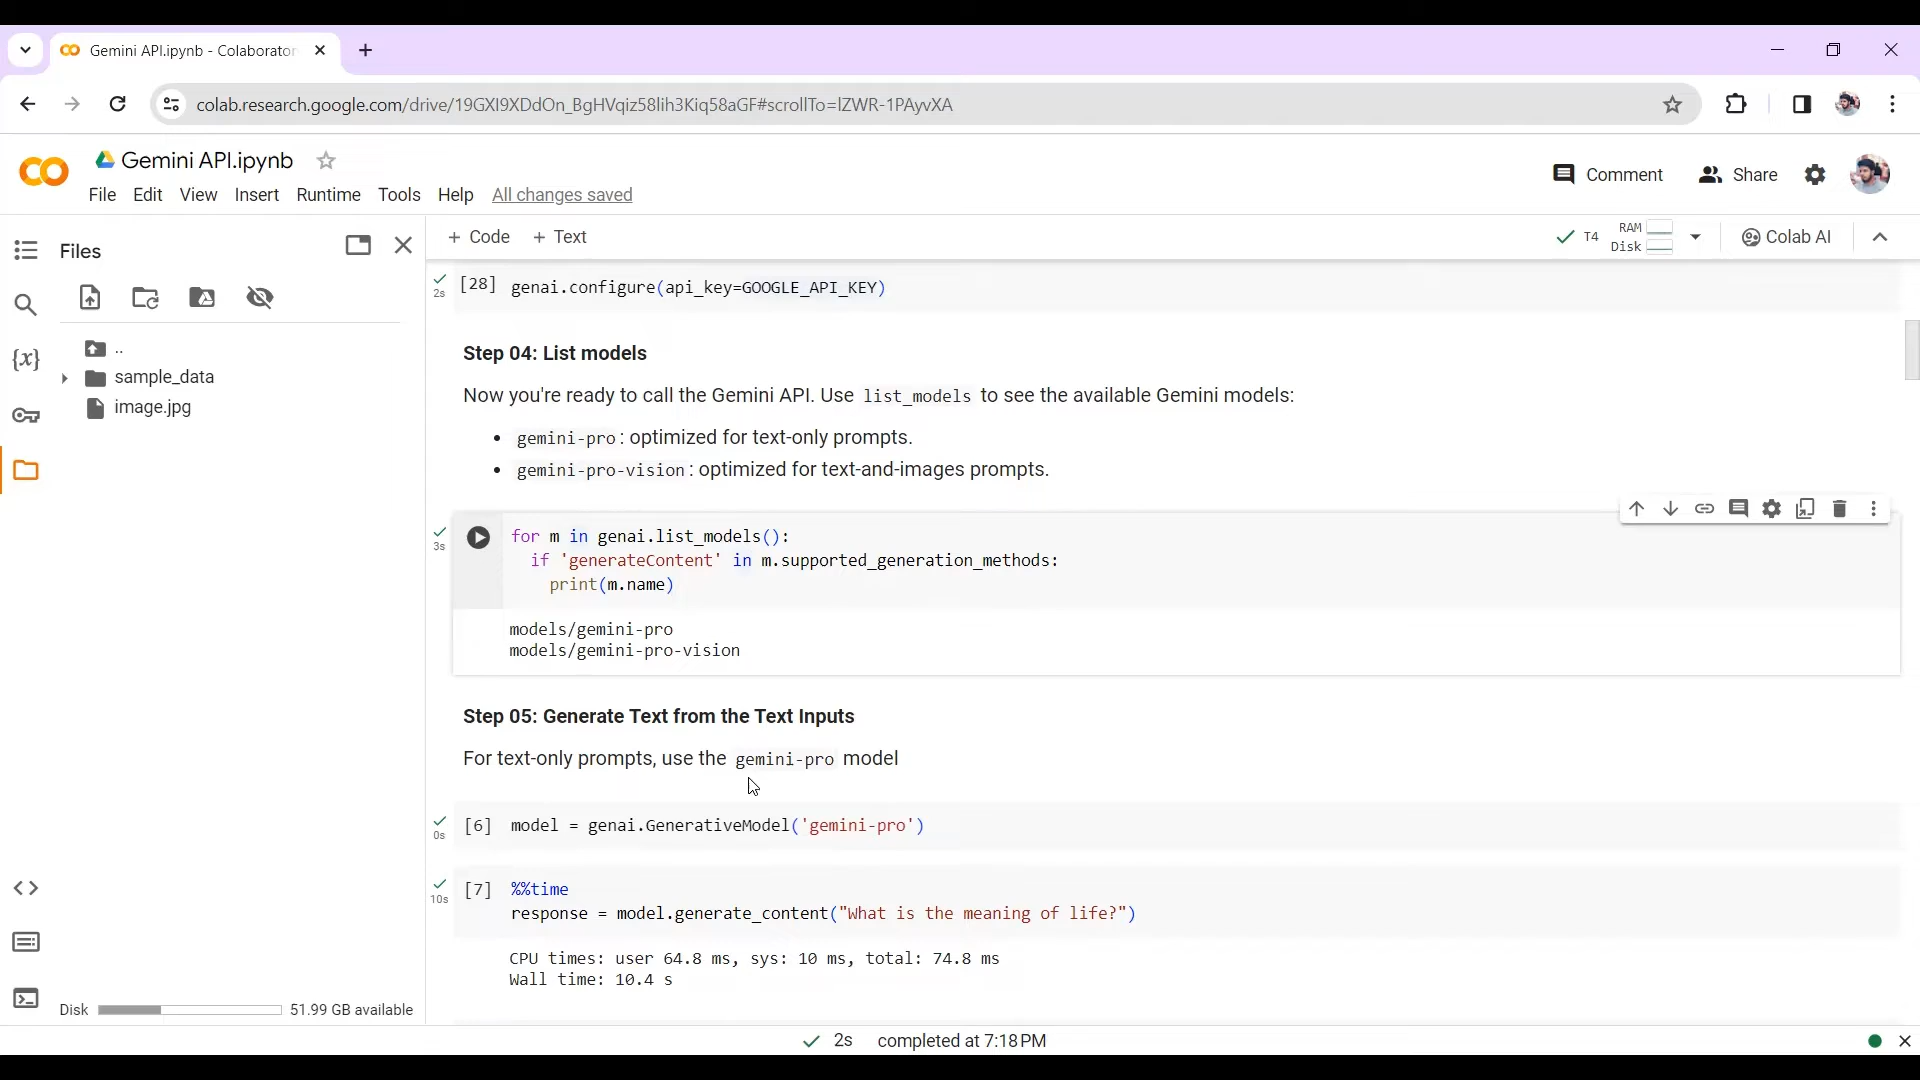 Gemini API.ipynb - Colaborator
colab.research.google.com/drive/19GXI9XDdOn_BgHVqiz58lih3Kiq58aGF#scrollTo=lZWR-1PAyvXA
Gemini API.ipynb
File Edit View Insert Runtime Tools Help All changes saved
Comment Share
Files
+ Code + Text
T4 RAM Disk Colab AI
..
sample_data
image.jpg
Disk 51.99 GB available
2s [28] genai.configure(api_key=GOOGLE_API_KEY)
Step 04: List models
Now you're ready to call the Gemini API. Use list_models to see the available Gemini models:
• gemini-pro: optimized for text-only prompts.
• gemini-pro-vision: optimized for text-and-images prompts.
3s
for m in genai.list_models():
  if 'generateContent' in m.supported_generation_methods:
    print(m.name)
models/gemini-pro
models/gemini-pro-vision
Step 05: Generate Text from the Text Inputs
For text-only prompts, use the gemini-pro model
0s [6] model = genai.GenerativeModel('gemini-pro')
10s [7] %%time
response = model.generate_content("What is the meaning of life?")
CPU times: user 64.8 ms, sys: 10 ms, total: 74.8 ms
Wall time: 10.4 s
2s completed at 7:18 PM